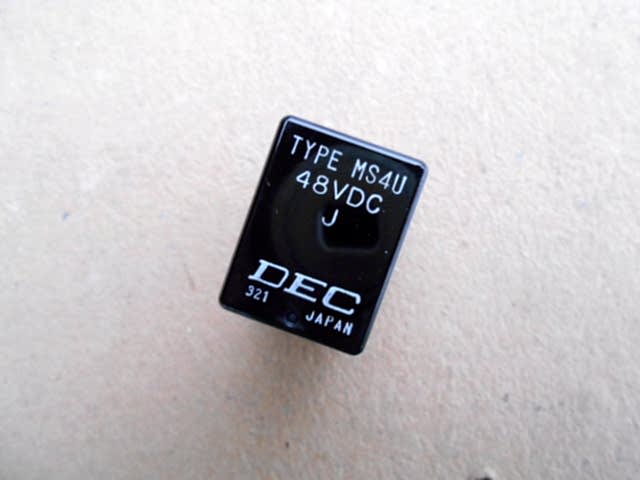 TYPE MS4U
48VDC
J
DEC
321
JAPAN